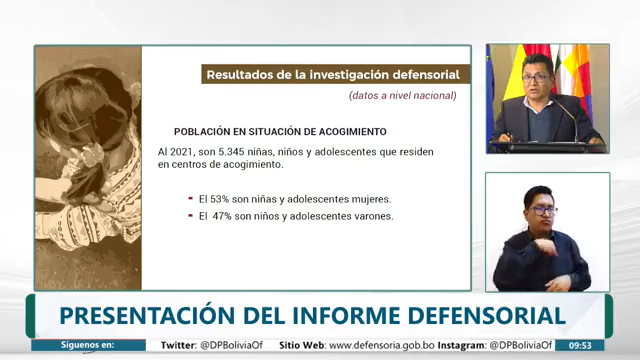 Resultados de la investigación defensorial
(datos a nivel nacional)
POBLACIÓN EN SITUACIÓN DE ACOGIMIENTO
Al 2021, son 5.345 niñas, niños y adolescentes que residen
en centros de acogimiento.
- El 53% son niñas y adolescentes mujeres.
- El 47% son niños y adolescentes varones.
PRESENTACIÓN DEL INFORME DEFENSORIAL
Síguenos en: Twitter: @DPBoliviaOf Sitio Web: www.defensoria.gob.bo Instagram: @DPBoliviaOf 09:53